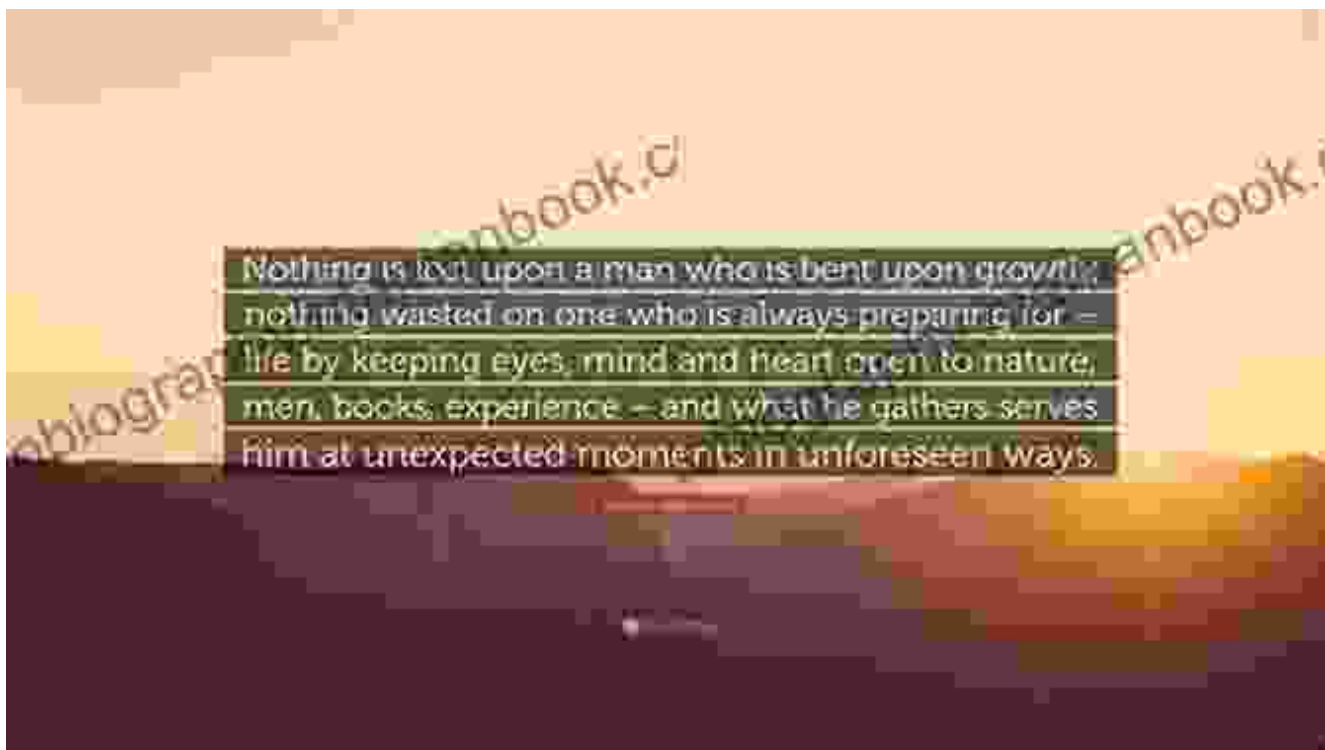 Nothing is lost upon a man who is bent upon growth;
nothing wasted on one who is always preparing for –
life by keeping eyes, mind and heart open to nature,
men, books, experience – and what he gathers serves
him at unexpected moments in unforeseen ways.
anbook.c
anbook.